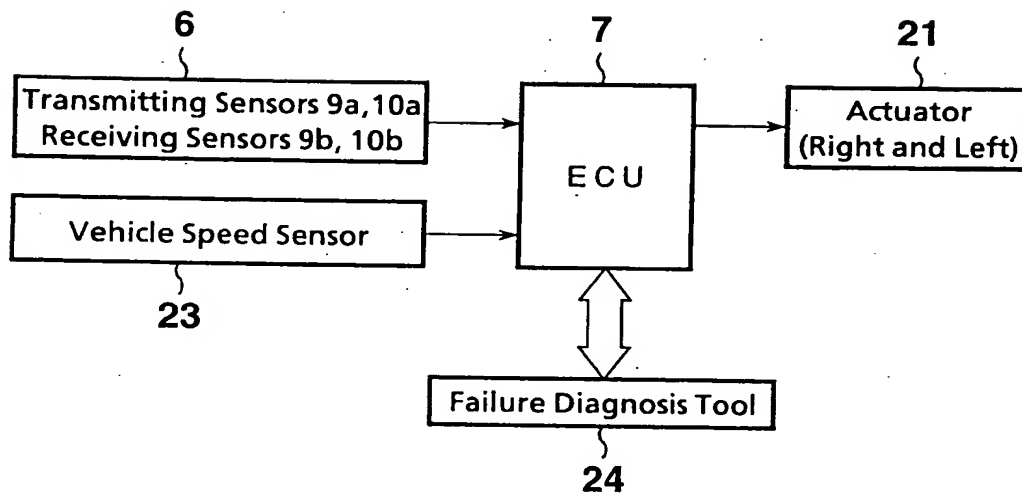 6
7
21
Transmitting Sensors 9a,10a
Receiving Sensors 9b, 10b
ECU
Actuator
(Right and Left)
Vehicle Speed Sensor
23
Failure Diagnosis Tool
24